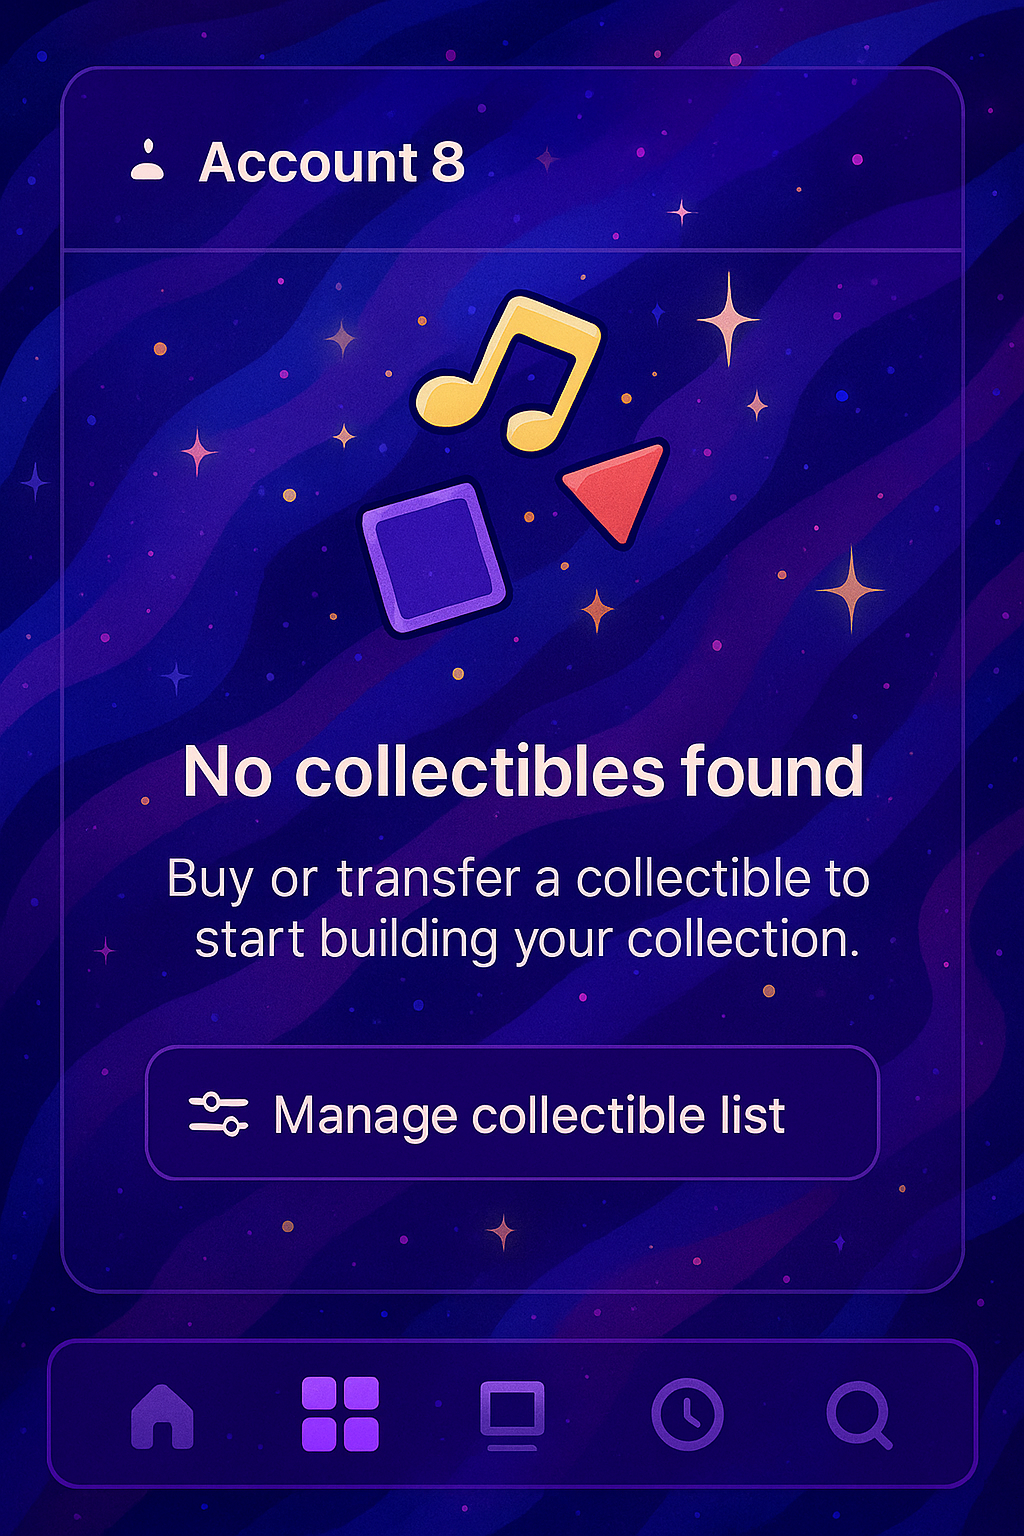 Account 8
No collectibles found
Buy or transfer a collectible to
start building your collection.
Manage collectible list